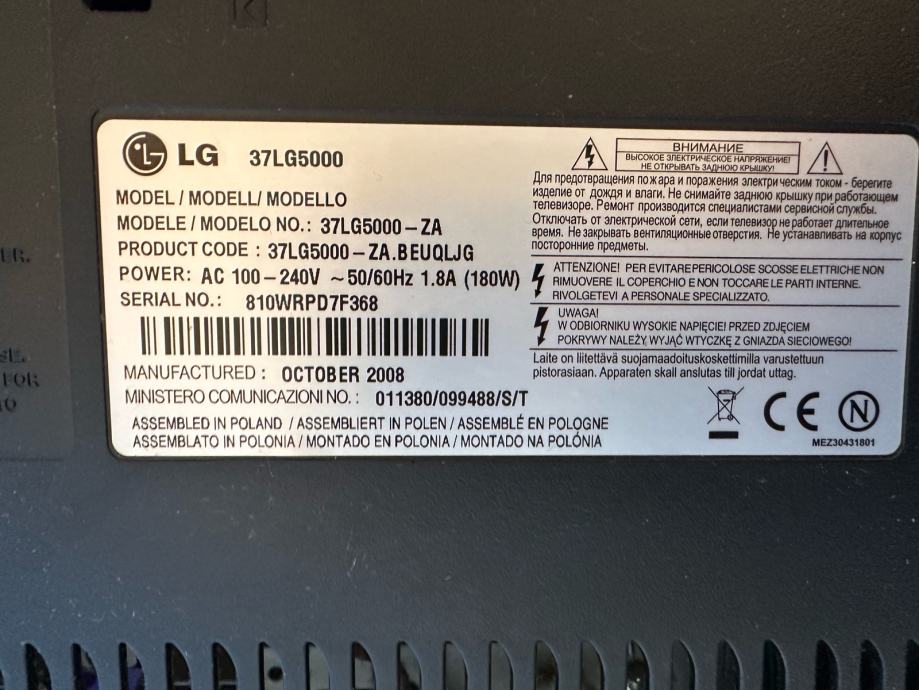 ER.
SE.
FOR
LG 37LG5000
MODEL / MODELL/ MODELLO
MODELE / MODELO NO.: 37LG5000-ZA
PRODUCT CODE : 37LG5000-ZA.BEUQLJG
POWER: AC 100-240V ~50/60Hz 1.8A (180W)
SERIAL NO.: 810WRPD7F368
MANUFACTURED : OCTOBER 2008
MINISTERO COMUNICAZIONI NO. : 011380/099488/S/T
ASSEMBLED IN POLAND / ASSEMBLIERT IN POLEN / ASSEMBLÉ EN POLOGNE
ASSEMBLATO IN POLONIA / MONTADO EN POLONIA / MONTADO NA POLÓNIA
ВНИМАНИЕ
ВЫСОКОЕ ЭЛЕКТРИЧЕСКОЕ НАПРЯЖЕНИЕ!
НЕ ОТКРЫВАТЬ ЗАДНЮЮ КРЫШКУ!
Для предотвращения пожара и поражения электрическим током - берегите
изделие от дождя и влаги. Не снимайте заднюю крышку при работающем
телевизоре. Ремонт производится специалистами сервисной службы.
Отключать от электрической сети, если телевизор не работает длительное
время. Не закрывать вентиляционные отверстия. Не устанавливать на корпус
посторонние предметы.
ATTENZIONE! PER EVITARE PERICOLOSE SCOSSE ELETTRICHE NON
RIMUOVERE IL COPERCHIO E NON TOCCARE LE PARTI INTERNE.
RIVOLGETEVI A PERSONALE SPECIALIZZATO.
UWAGA!
W ODBIORNIKU WYSOKIE NAPIĘCIE! PRZED ZDJĘCIEM
POKRYWY NALEŻY WYJĄĆ WTYCZKĘ Z GNIAZDA SIECIOWEGO!
Laite on liitettävä suojamaadoituskoskettimilla varustettuun
pistorasiaan. Apparaten skall anslutas till jordat uttag.
CE N
MEZ30431801